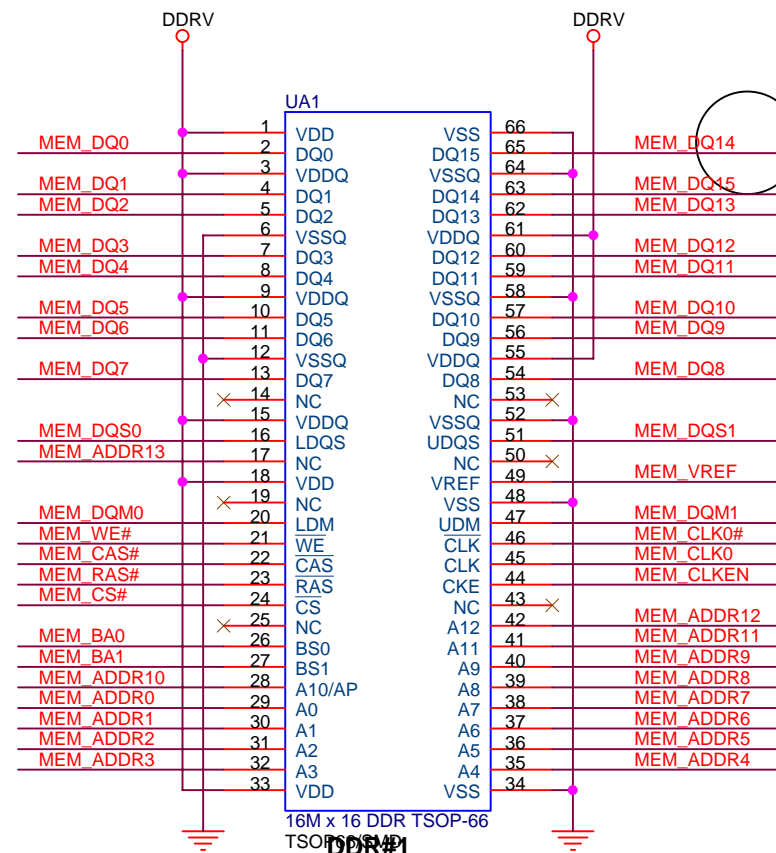 DDRV DDRV
UA1
1 VDD VSS 66
MEM_DQ0 2 DQ0 DQ15 65 MEM_DQ14
3 VDDQ VSSQ 64
MEM_DQ1 4 DQ1 DQ14 63 MEM_DQ15
MEM_DQ2 5 DQ2 DQ13 62 MEM_DQ13
6 VSSQ VDDQ 61
MEM_DQ3 7 DQ3 DQ12 60 MEM_DQ12
MEM_DQ4 8 DQ4 DQ11 59 MEM_DQ11
9 VDDQ VSSQ 58
MEM_DQ5 10 DQ5 DQ10 57 MEM_DQ10
MEM_DQ6 11 DQ6 DQ9 56 MEM_DQ9
12 VSSQ VDDQ 55
MEM_DQ7 13 DQ7 DQ8 54 MEM_DQ8
14 NC NC 53
15 VDDQ VSSQ 52
MEM_DQS0 16 LDQS UDQS 51 MEM_DQS1
MEM_ADDR13 17 NC NC 50
18 VDD VREF 49 MEM_VREF
19 NC VSS 48
MEM_DQM0 20 LDM UDM 47 MEM_DQM1
MEM_WE# 21 WE CLK 46 MEM_CLK0#
MEM_CAS# 22 CAS CLK 45 MEM_CLK0
MEM_RAS# 23 RAS CKE 44 MEM_CLKEN
MEM_CS# 24 CS NC 43
25 NC A12 42 MEM_ADDR12
MEM_BA0 26 BS0 A11 41 MEM_ADDR11
MEM_BA1 27 BS1 A9 40 MEM_ADDR9
MEM_ADDR10 28 A10/AP A8 39 MEM_ADDR8
MEM_ADDR0 29 A0 A7 38 MEM_ADDR7
MEM_ADDR1 30 A1 A6 37 MEM_ADDR6
MEM_ADDR2 31 A2 A5 36 MEM_ADDR5
MEM_ADDR3 32 A3 A4 35 MEM_ADDR4
33 VDD VSS 34
16M x 16 DDR TSOP-66
TSOP66/SMD
DDR#1